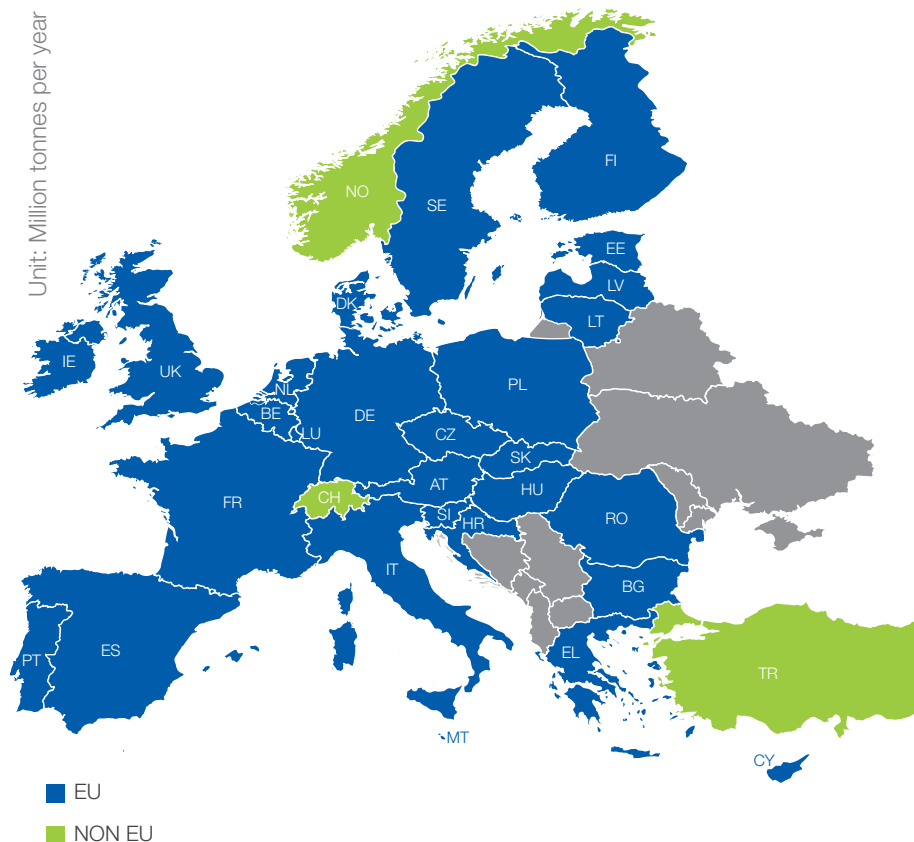 Unit: Million tonnes per year
NO
SE
FI
EE
LV
LT
DK
IE
UK
NL
BE
LU
DE
PL
CZ
SK
AT
HU
FR
CH
SI
HR
RO
IT
BG
PT
ES
EL
TR
MT
CY
EU
NON EU